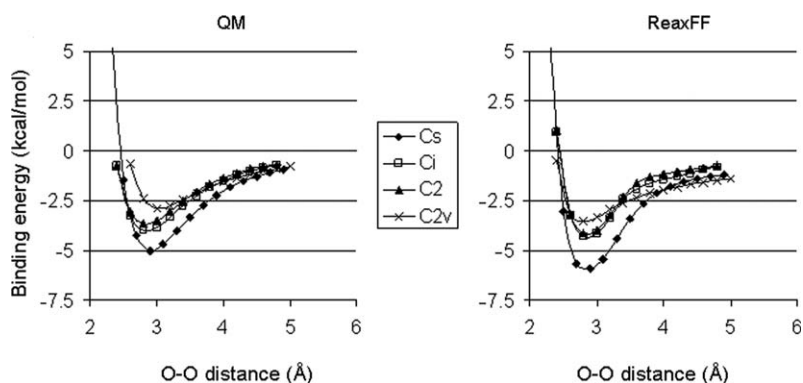 QM
ReaxFF
Binding energy (kcal/mol)
5
2.5
0
-2.5
-5
-7.5
2 3 4 5 6
O-O distance (Å)
Cs
Ci
C2
C2v
5
2.5
0
-2.5
-5
-7.5
2 3 4 5 6
O-O distance (Å)